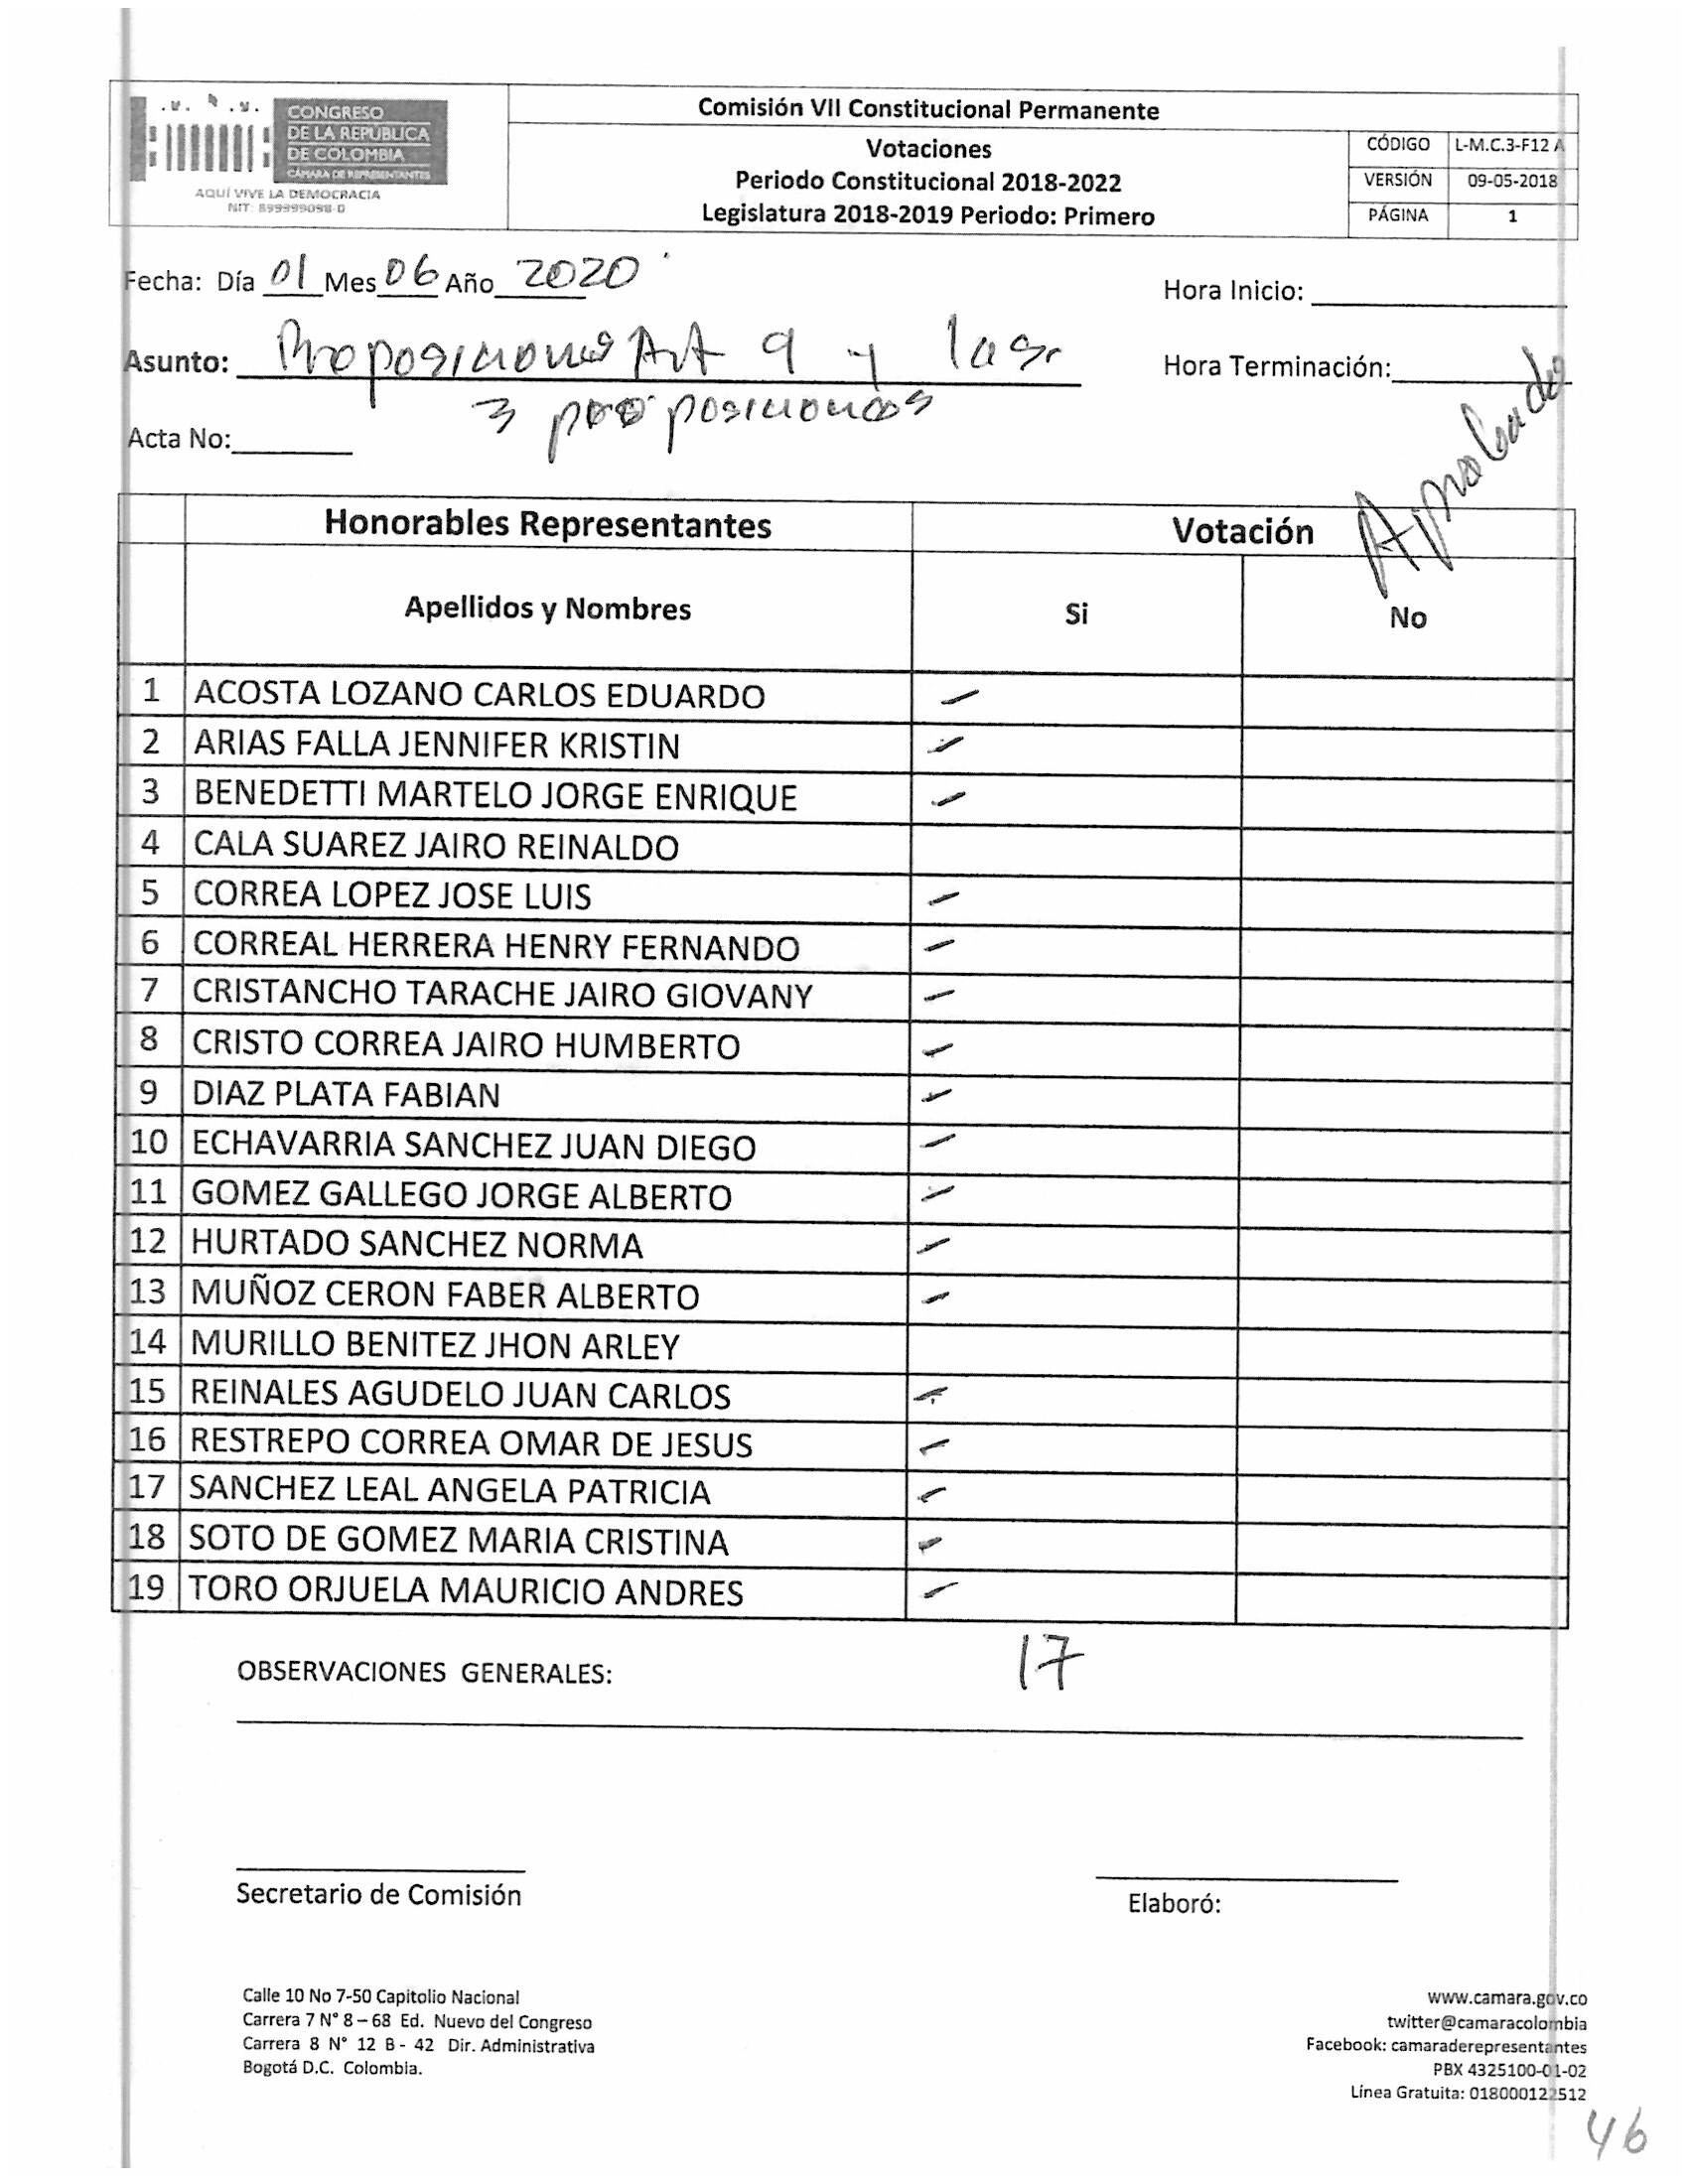 CONGRESO
DE LA REPÚBLICA
DE COLOMBIA
CÁMARA DE REPRESENTANTES
AQUÍ VIVE LA DEMOCRACIA
NIT: 899999098-0
Comisión VII Constitucional Permanente
Votaciones
Periodo Constitucional 2018-2022
Legislatura 2018-2019 Periodo: Primero
CÓDIGO L-M.C.3-F12 A
VERSIÓN 09-05-2018
PÁGINA 1
Fecha: Día 01 Mes 06 Año 2020
Hora Inicio:
Asunto: Proposiciones Art 9 y las
3 proposiciones
Hora Terminación:
Acta No:
Aprobado
Honorables Representantes Votación
Apellidos y Nombres Si No
1 ACOSTA LOZANO CARLOS EDUARDO
2 ARIAS FALLA JENNIFER KRISTIN
3 BENEDETTI MARTELO JORGE ENRIQUE
4 CALA SUAREZ JAIRO REINALDO
5 CORREA LOPEZ JOSE LUIS
6 CORREAL HERRERA HENRY FERNANDO
7 CRISTANCHO TARACHE JAIRO GIOVANY
8 CRISTO CORREA JAIRO HUMBERTO
9 DIAZ PLATA FABIAN
10 ECHAVARRIA SANCHEZ JUAN DIEGO
11 GOMEZ GALLEGO JORGE ALBERTO
12 HURTADO SANCHEZ NORMA
13 MUÑOZ CERON FABER ALBERTO
14 MURILLO BENITEZ JHON ARLEY
15 REINALES AGUDELO JUAN CARLOS
16 RESTREPO CORREA OMAR DE JESUS
17 SANCHEZ LEAL ANGELA PATRICIA
18 SOTO DE GOMEZ MARIA CRISTINA
19 TORO ORJUELA MAURICIO ANDRES
17
OBSERVACIONES GENERALES:
Secretario de Comisión
Elaboró:
Calle 10 No 7-50 Capitolio Nacional
Carrera 7 N° 8 – 68 Ed. Nuevo del Congreso
Carrera 8 N° 12 B - 42 Dir. Administrativa
Bogotá D.C. Colombia.
www.camara.gov.co
twitter@camaracolombia
Facebook: camaraderepresentantes
PBX 4325100-01-02
Línea Gratuita: 018000122512
46